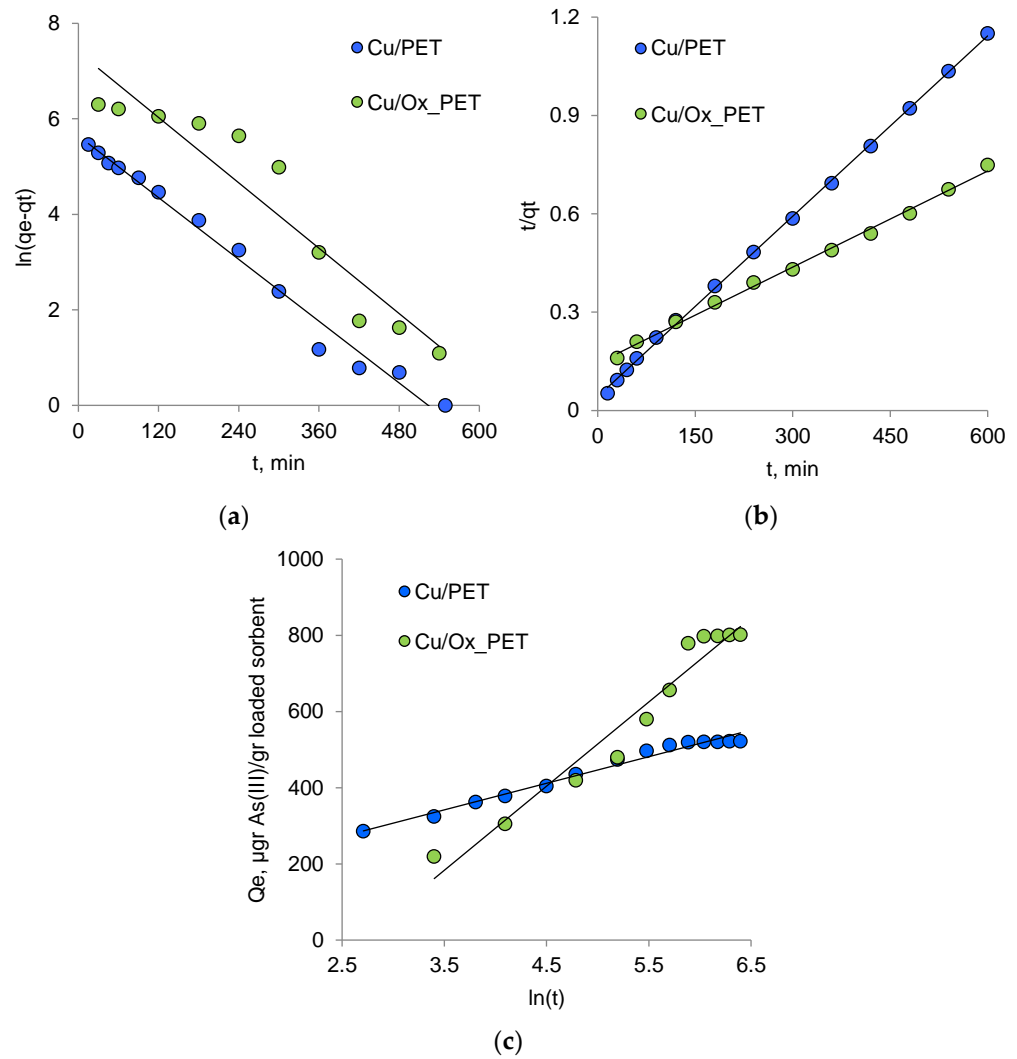 8
6
4
2
0
ln(qe-qt)
0 120 240 360 480 600
t, min
Cu/PET
Cu/Ox_PET
(a)
1.2
0.9
0.6
0.3
0
t/qt
0 150 300 450 600
t, min
Cu/PET
Cu/Ox_PET
(b)
1000
800
600
400
200
0
Qe, μgr As(III)/gr loaded sorbent
2.5 3.5 4.5 5.5 6.5
ln(t)
Cu/PET
Cu/Ox_PET
(c)